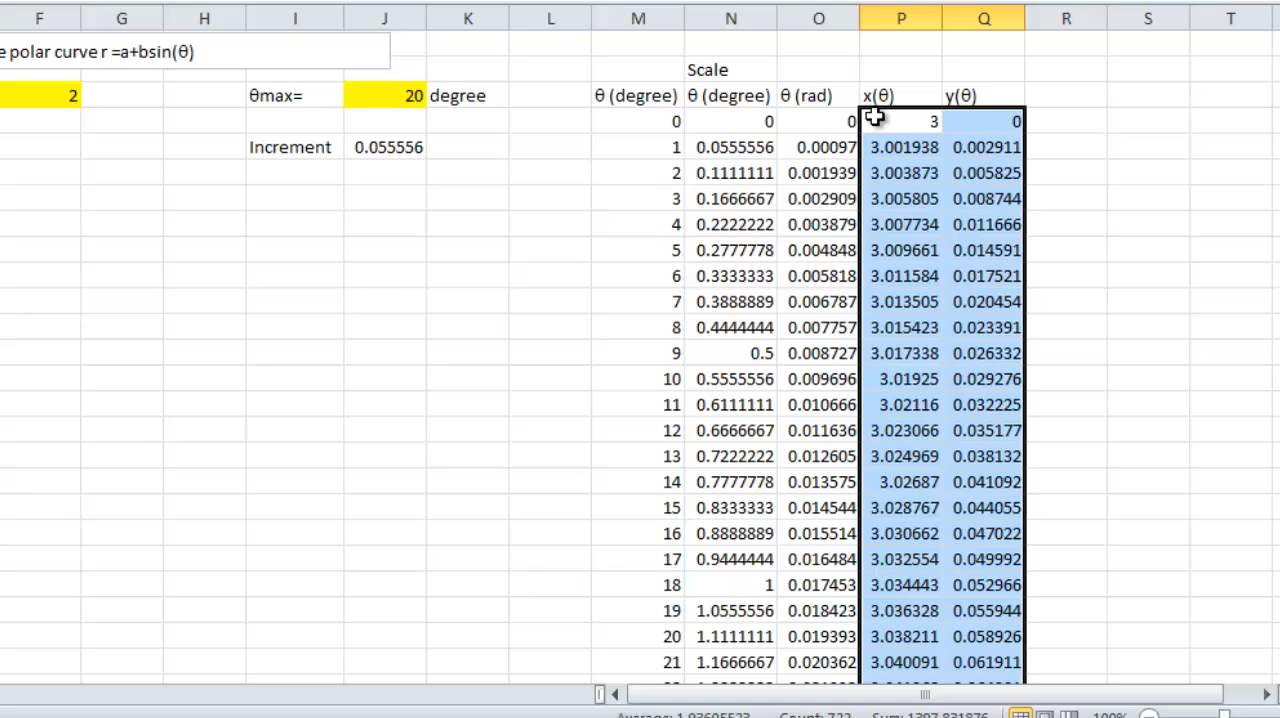 F G H I J K L M N O P Q R S T
e polar curve r =a+bsin(θ)
Scale
2 θmax= 20 degree θ (degree) θ (degree) θ (rad) x(θ) y(θ)
0 0 0 3 0
Increment 0.055556 1 0.0555556 0.00097 3.001938 0.002911
2 0.1111111 0.001939 3.003873 0.005825
3 0.1666667 0.002909 3.005805 0.008744
4 0.2222222 0.003879 3.007734 0.011666
5 0.2777778 0.004848 3.009661 0.014591
6 0.3333333 0.005818 3.011584 0.017521
7 0.3888889 0.006787 3.013505 0.020454
8 0.4444444 0.007757 3.015423 0.023391
9 0.5 0.008727 3.017338 0.026332
10 0.5555556 0.009696 3.01925 0.029276
11 0.6111111 0.010666 3.02116 0.032225
12 0.6666667 0.011636 3.023066 0.035177
13 0.7222222 0.012605 3.024969 0.038132
14 0.7777778 0.013575 3.02687 0.041092
15 0.8333333 0.014544 3.028767 0.044055
16 0.8888889 0.015514 3.030662 0.047022
17 0.9444444 0.016484 3.032554 0.049992
18 1 0.017453 3.034443 0.052966
19 1.0555556 0.018423 3.036328 0.055944
20 1.1111111 0.019393 3.038211 0.058926
21 1.1666667 0.020362 3.040091 0.061911
Average: 1.93605523 Count: 722 Sum: 1397.831876 100%